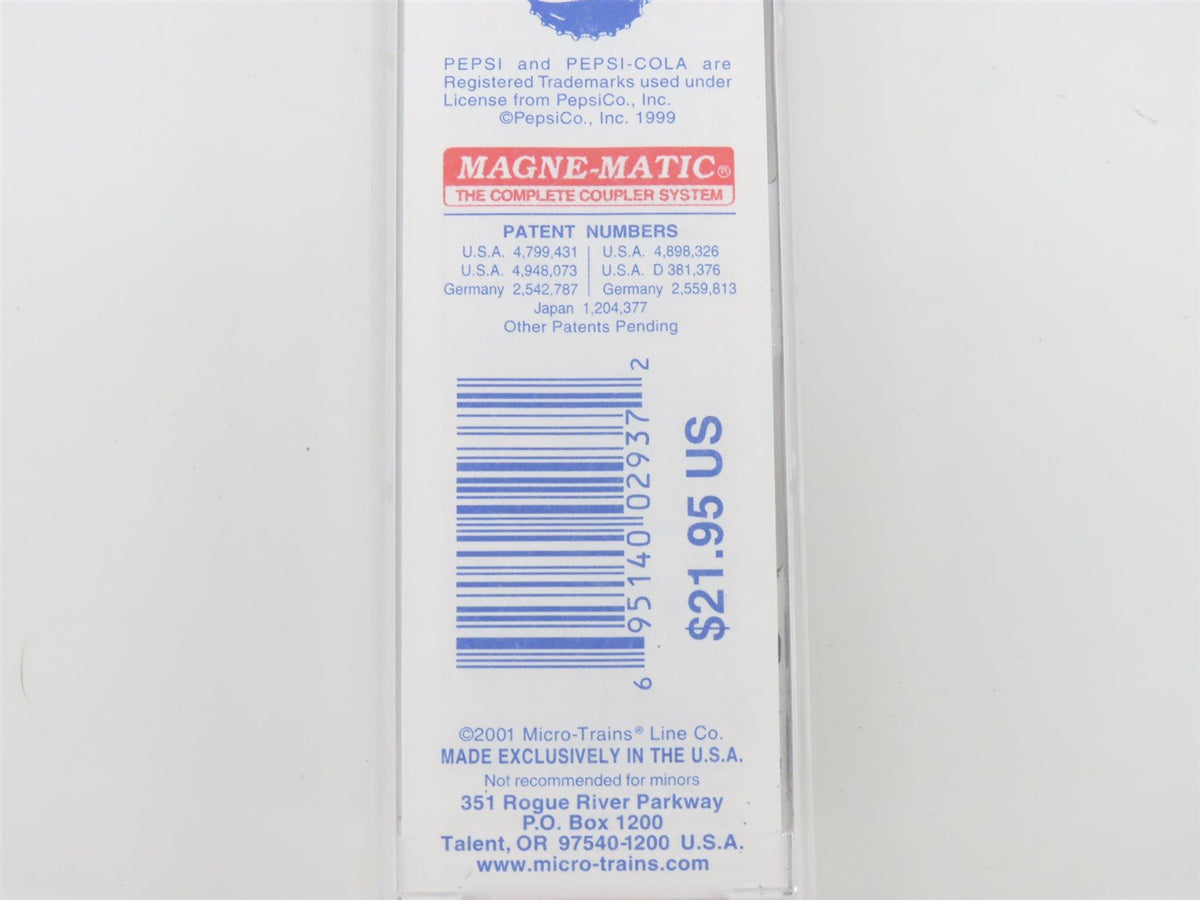 PEPSI and PEPSI-COLA are
Registered Trademarks used under
License from PepsiCo., Inc.
©PepsiCo., Inc. 1999
MAGNE-MATIC®
THE COMPLETE COUPLER SYSTEM
PATENT NUMBERS
U.S.A. 4,799,431 | U.S.A. 4,898,326
U.S.A. 4,948,073 | U.S.A. D 381,376
Germany 2,542,787 | Germany 2,559,813
Japan 1,204,377
Other Patents Pending
6 95140 02937 2
$21.95 US
©2001 Micro-Trains® Line Co.
MADE EXCLUSIVELY IN THE U.S.A.
Not recommended for minors
351 Rogue River Parkway
P.O. Box 1200
Talent, OR 97540-1200 U.S.A.
www.micro-trains.com